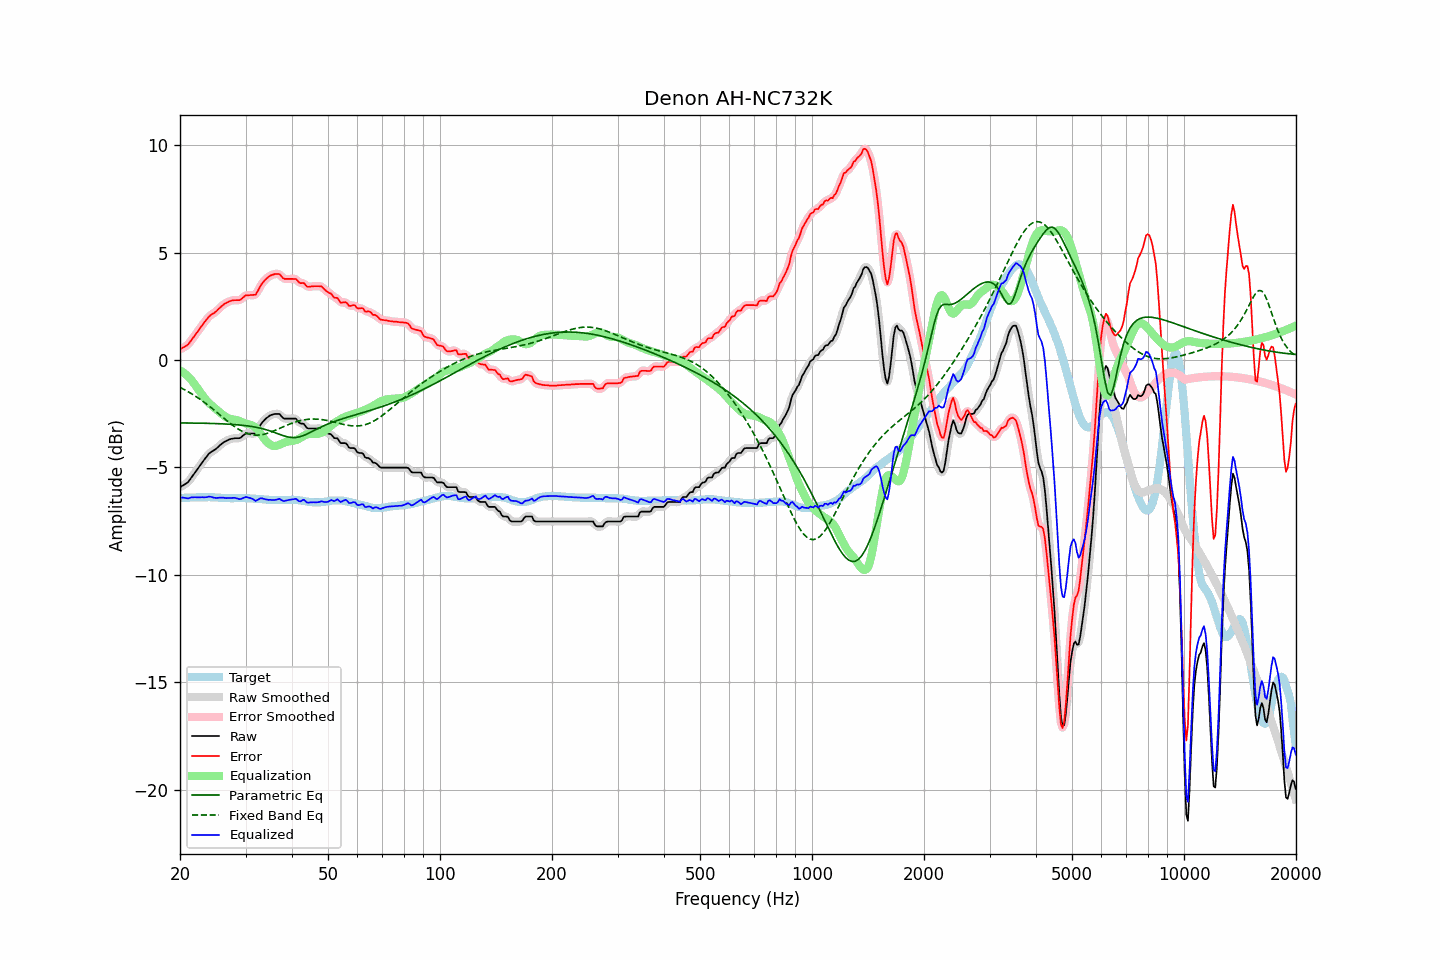 Denon AH-NC732K
Amplitude (dBr)
10
5
0
−5
−10
−15
−20
Target
Raw Smoothed
Error Smoothed
Raw
Error
Equalization
Parametric Eq
Fixed Band Eq
Equalized
20 50 100 200 500 1000 2000 5000 10000 20000
Frequency (Hz)